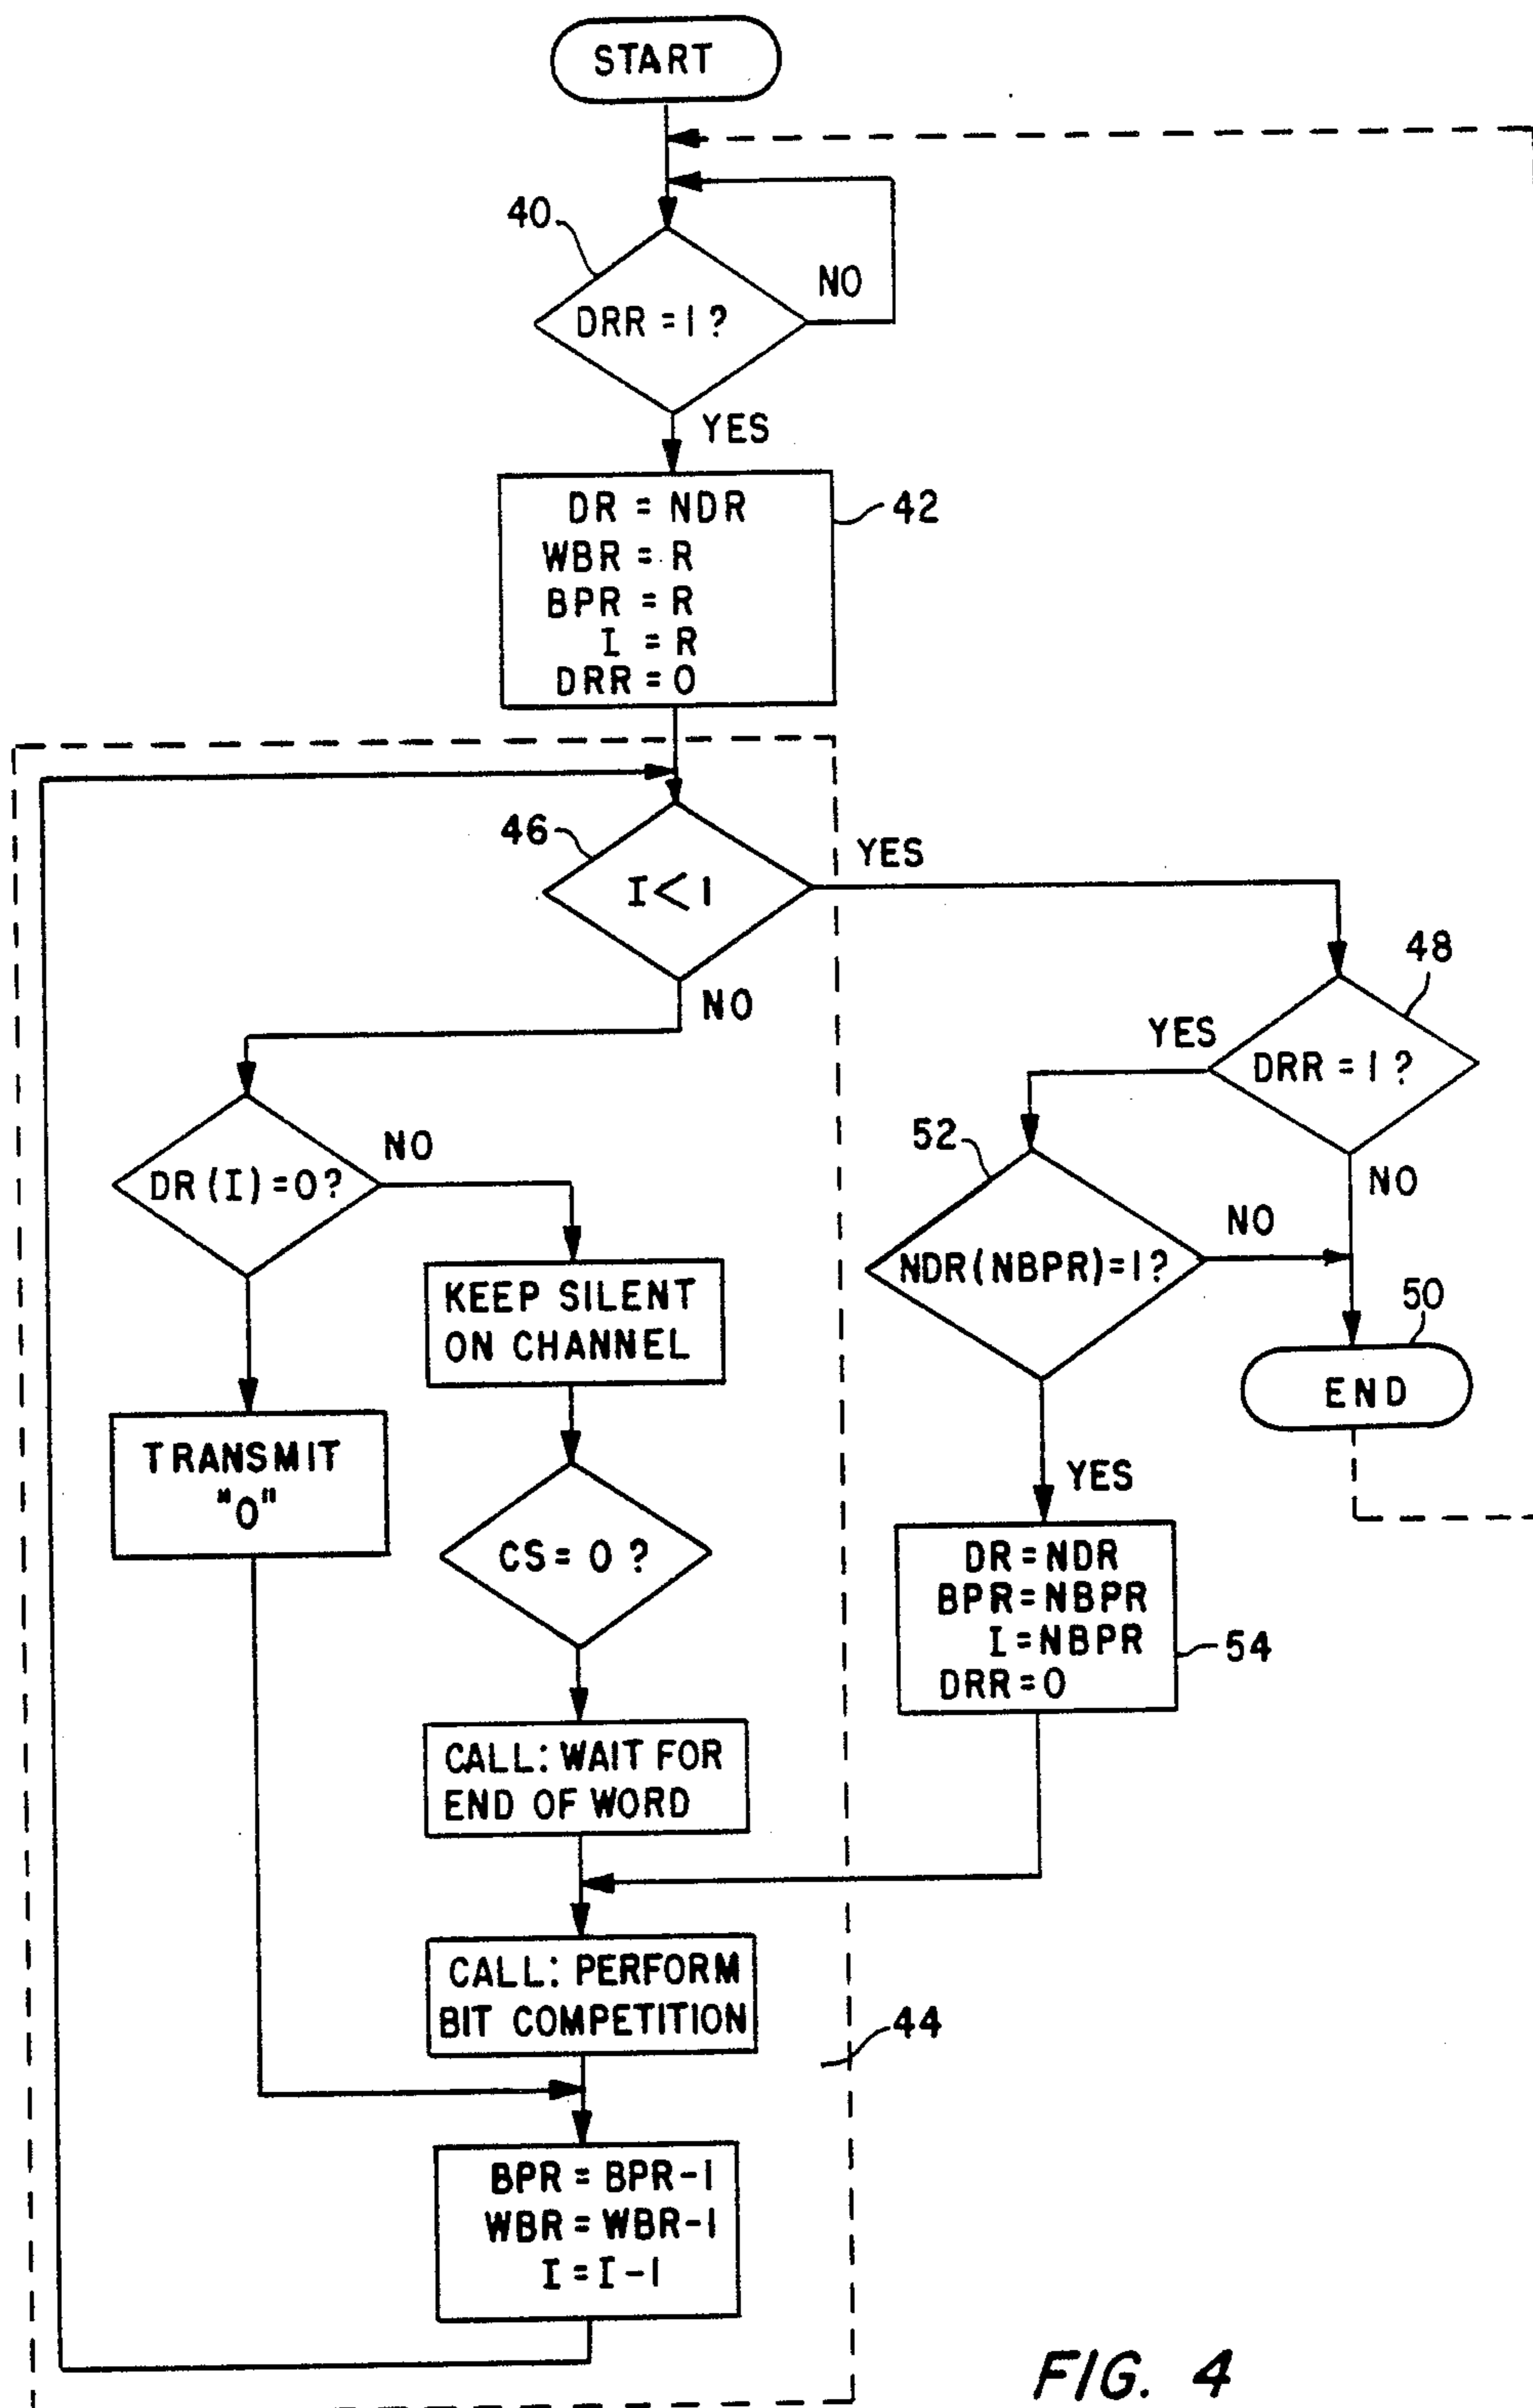 START
40
DRR = 1 ?
NO
YES
DR = NDR
WBR = R
BPR = R
I = R
DRR = 0
42
46
I < 1
YES
NO
48
DRR = 1 ?
YES
NO
DR (I) = 0 ?
NO
52
NDR(NBPR)=1?
NO
50
END
KEEP SILENT
ON CHANNEL
TRANSMIT
"0"
YES
CS = 0 ?
DR = NDR
BPR = NBPR
I = NBPR
DRR = 0
54
CALL: WAIT FOR
END OF WORD
CALL: PERFORM
BIT COMPETITION
44
BPR = BPR-1
WBR = WBR-1
I = I-1
FIG. 4